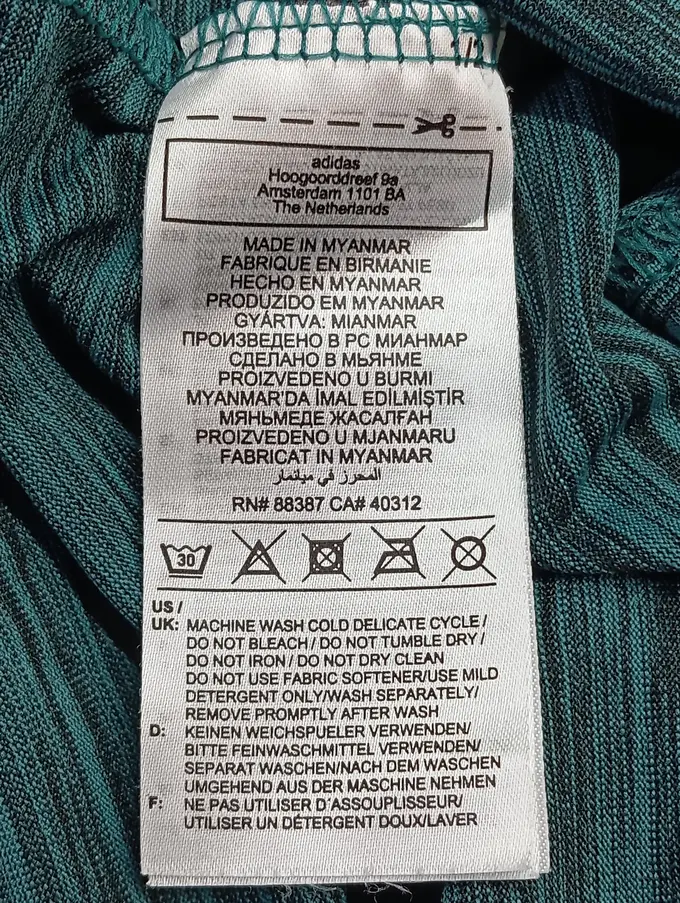 adidas
Hoogoorddreef 9a
Amsterdam 1101 BA
The Netherlands
MADE IN MYANMAR
FABRIQUE EN BIRMANIE
HECHO EN MYANMAR
PRODUZIDO EM MYANMAR
GYÁRTVA: MIANMAR
ПРОИЗВЕДЕНО В РС МИАНМАР
СДЕЛАНО В МЬЯНМЕ
PROIZVEDENO U BURMI
MYANMAR'DA İMAL EDİLMİŞTİR
МЯНЬМЕДЕ ЖАСАЛҒАН
PROIZVEDENO U MJANMARU
FABRICAT IN MYANMAR
المحرز في ميانمار
RN# 88387 CA# 40312
30
US /
UK: MACHINE WASH COLD DELICATE CYCLE /
DO NOT BLEACH / DO NOT TUMBLE DRY /
DO NOT IRON / DO NOT DRY CLEAN
DO NOT USE FABRIC SOFTENER/USE MILD
DETERGENT ONLY/WASH SEPARATELY/
REMOVE PROMPTLY AFTER WASH
D: KEINEN WEICHSPUELER VERWENDEN/
BITTE FEINWASCHMITTEL VERWENDEN/
SEPARAT WASCHEN/NACH DEM WASCHEN
UMGEHEND AUS DER MASCHINE NEHMEN
F: NE PAS UTILISER D´ASSOUPLISSEUR/
UTILISER UN DÉTERGENT DOUX/LAVER